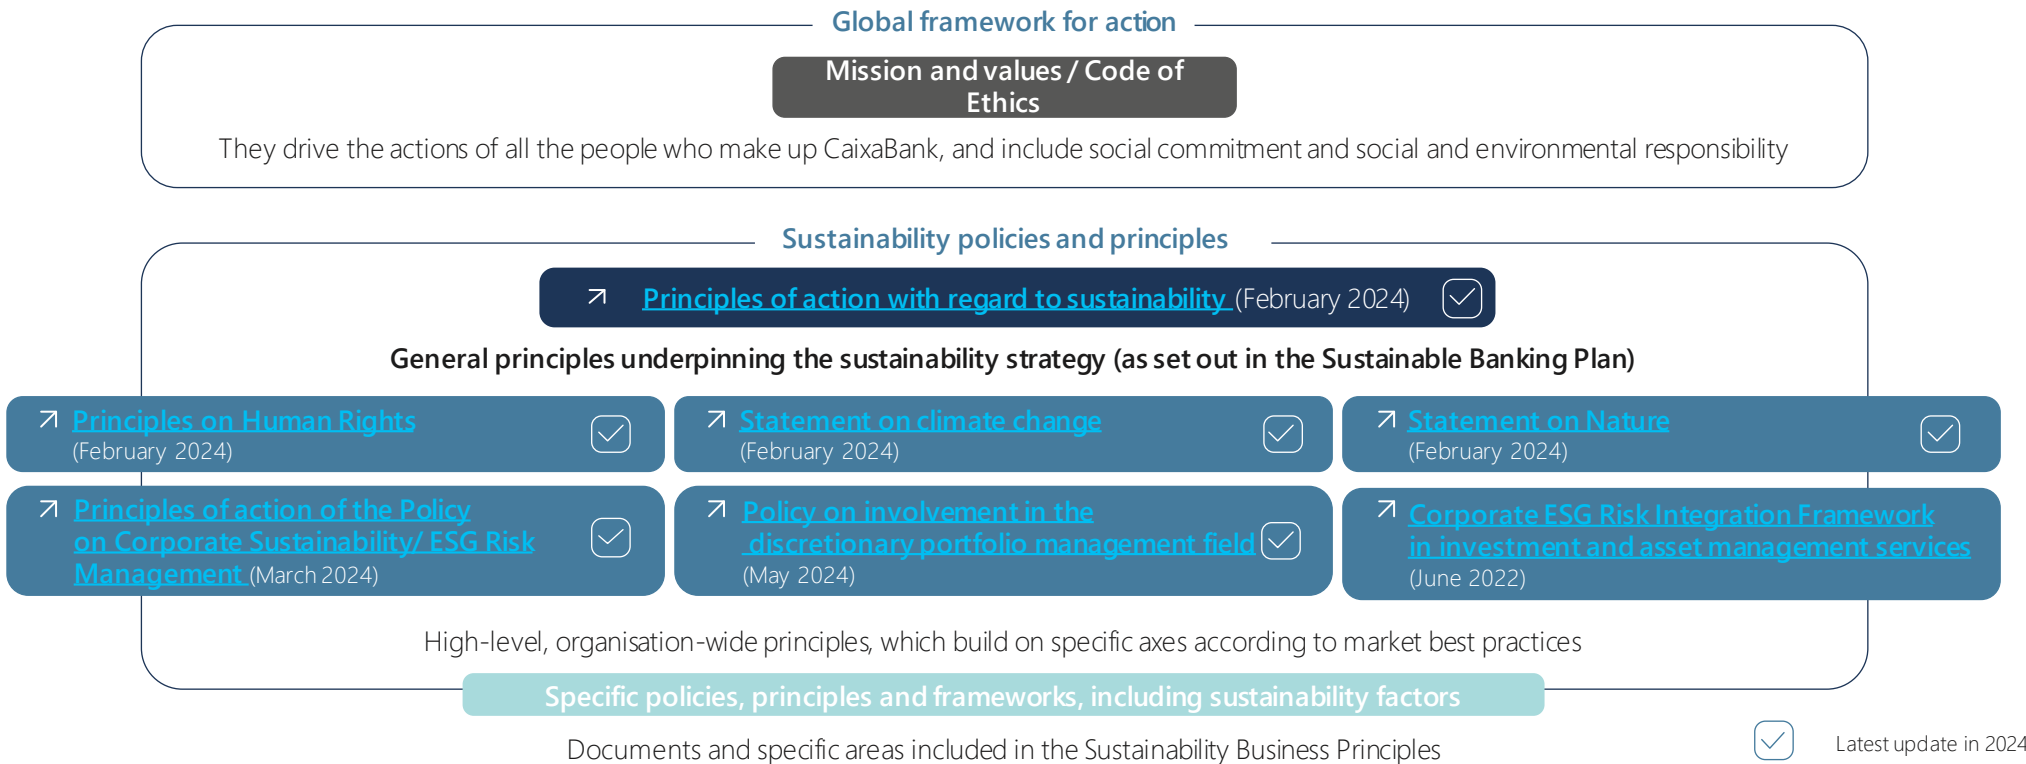 Global framework for action
Mission and values / Code of
Ethics
They drive the actions of all the people who make up CaixaBank, and include social commitment and social and environmental responsibility
Sustainability policies and principles
Principles of action with regard to sustainability (February 2024)
General principles underpinning the sustainability strategy (as set out in the Sustainable Banking Plan)
Principles on Human Rights
(February 2024)
Statement on climate change
(February 2024)
Statement on Nature
(February 2024)
Principles of action of the Policy
on Corporate Sustainability/ ESG Risk
Management (March 2024)
Policy on involvement in the
discretionary portfolio management field
(May 2024)
Corporate ESG Risk Integration Framework
in investment and asset management services
(June 2022)
High-level, organisation-wide principles, which build on specific axes according to market best practices
Specific policies, principles and frameworks, including sustainability factors
Documents and specific areas included in the Sustainability Business Principles
Latest update in 2024